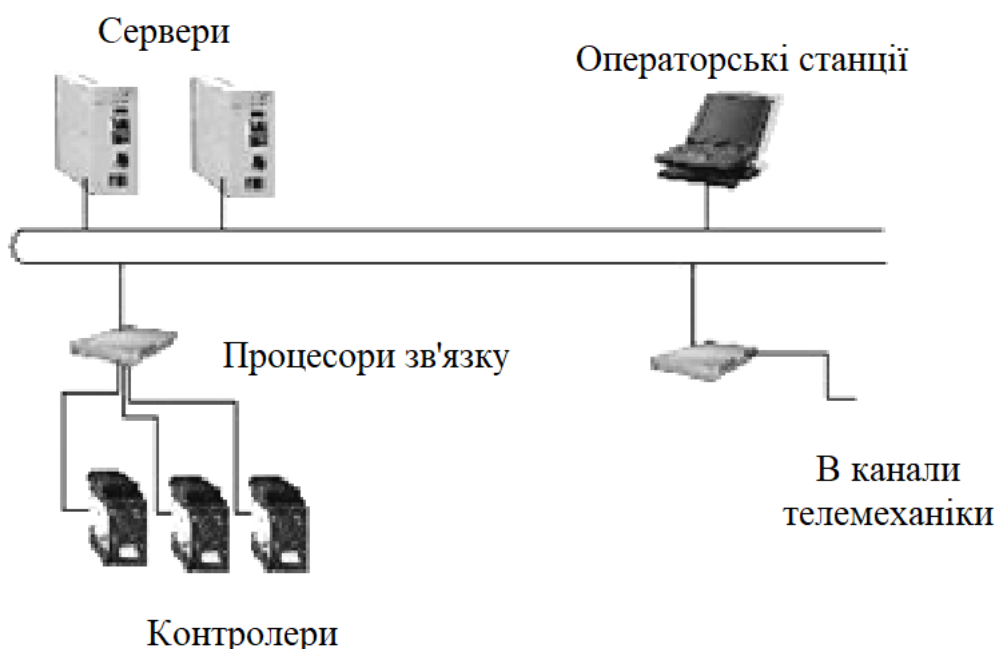 Сервери
Операторські станції
Процесори зв'язку
В канали
телемеханіки
Контролери